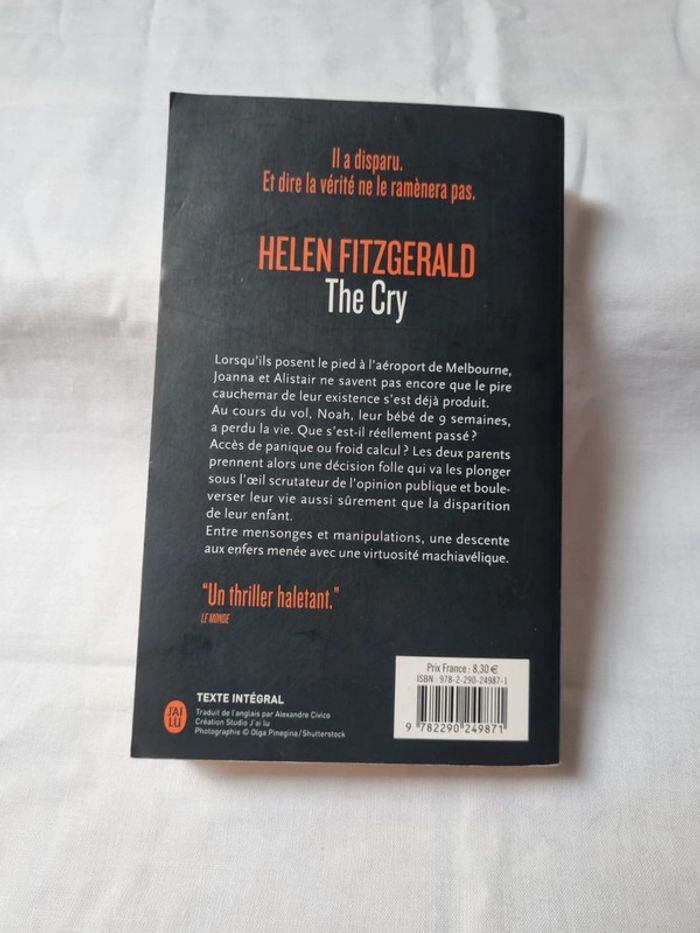 Il a disparu.
Et dire la vérité ne le ramènera pas.
HELEN FITZGERALD
The Cry
Lorsqu'ils posent le pied à l'aéroport de Melbourne,
Joanna et Alistair ne savent pas encore que le pire
cauchemar de leur existence s'est déjà produit.
Au cours du vol, Noah, leur bébé de 9 semaines,
a perdu la vie. Que s'est-il réellement passé ?
Accès de panique ou froid calcul ? Les deux parents
prennent alors une décision folle qui va les plonger
sous l'œil scrutateur de l'opinion publique et boule-
verser leur vie aussi sûrement que la disparition
de leur enfant.
Entre mensonges et manipulations, une descente
aux enfers menée avec une virtuosité machiavélique.
"Un thriller haletant."
LE MONDE
Prix France : 8,30 €
ISBN : 978-2-290-24987-1
9 782290 249871
J'AI
LU
TEXTE INTÉGRAL
Traduit de l'anglais par Alexandre Civico
Création Studio J'ai lu
Photographie © Olga Pinegina / Shutterstock